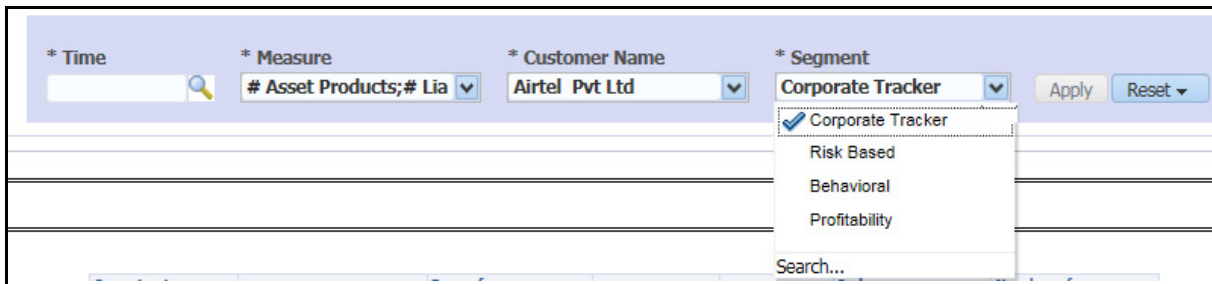 * Time * Measure * Customer Name * Segment
# Asset Products;# Lia Airtel Pvt Ltd Corporate Tracker Apply Reset
Corporate Tracker
Risk Based
Behavioral
Profitability
Search...